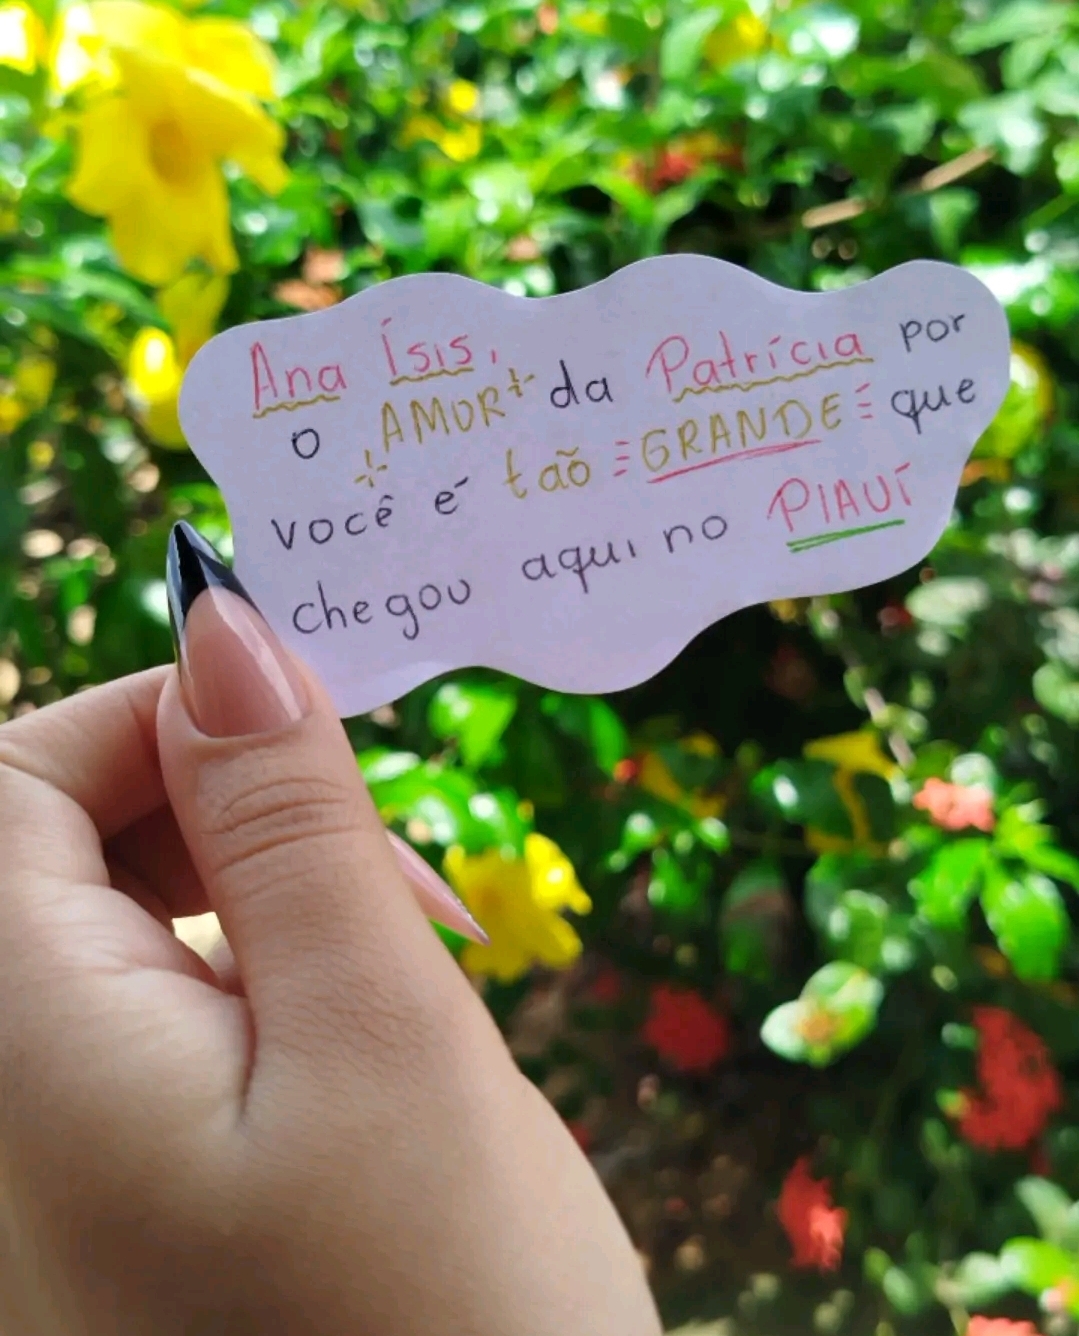 Ana Ísis,
o AMOR da Patrícia por
você é tão GRANDE que
chegou aqui no PIAUÍ